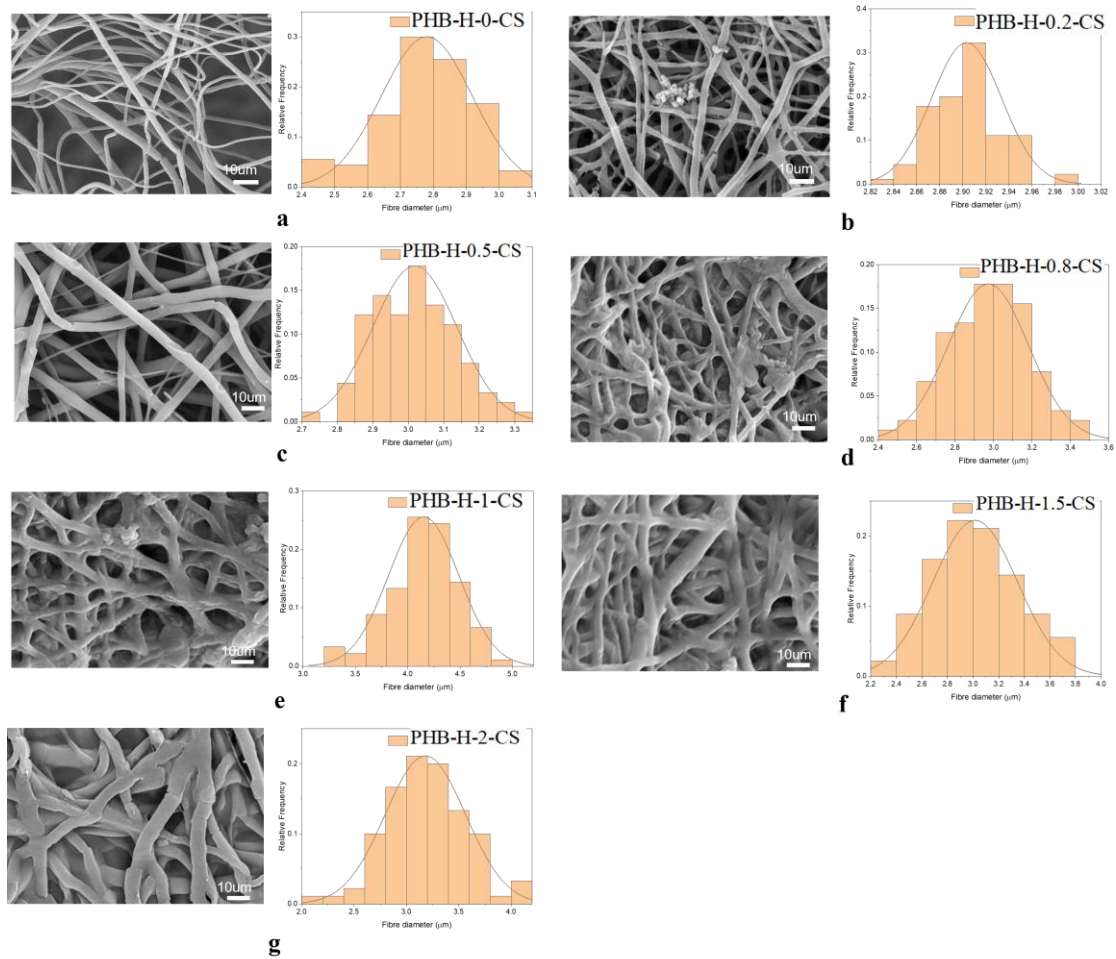 PHB-H-0-CS
Relative Frequency
0.3
0.2
0.1
0.0
2.4 2.5 2.6 2.7 2.8 2.9 3.0 3.1
Fibre diameter (μm)
10um
a
PHB-H-0.2-CS
Relative Frequency
0.4
0.3
0.2
0.1
0.0
2.82 2.84 2.86 2.88 2.90 2.92 2.94 2.96 2.98 3.00 3.02
Fibre diameter (μm)
10um
b
PHB-H-0.5-CS
Relative Frequency
0.20
0.15
0.10
0.05
0.00
2.7 2.8 2.9 3.0 3.1 3.2 3.3
Fibre diameter (μm)
10um
c
PHB-H-0.8-CS
Relative Frequency
0.20
0.15
0.10
0.05
0.00
2.4 2.6 2.8 3.0 3.2 3.4 3.6
Fibre diameter (μm)
10um
d
PHB-H-1-CS
Relative Frequency
0.3
0.2
0.1
0.0
3.0 3.5 4.0 4.5 5.0
Fibre diameter (μm)
10um
e
PHB-H-1.5-CS
Relative Frequency
0.2
0.1
0.0
2.2 2.4 2.6 2.8 3.0 3.2 3.4 3.6 3.8 4.0
Fibre diameter (μm)
10um
f
PHB-H-2-CS
Relative Frequency
0.2
0.1
0.0
2.0 2.5 3.0 3.5 4.0
Fibre diameter (μm)
10um
g